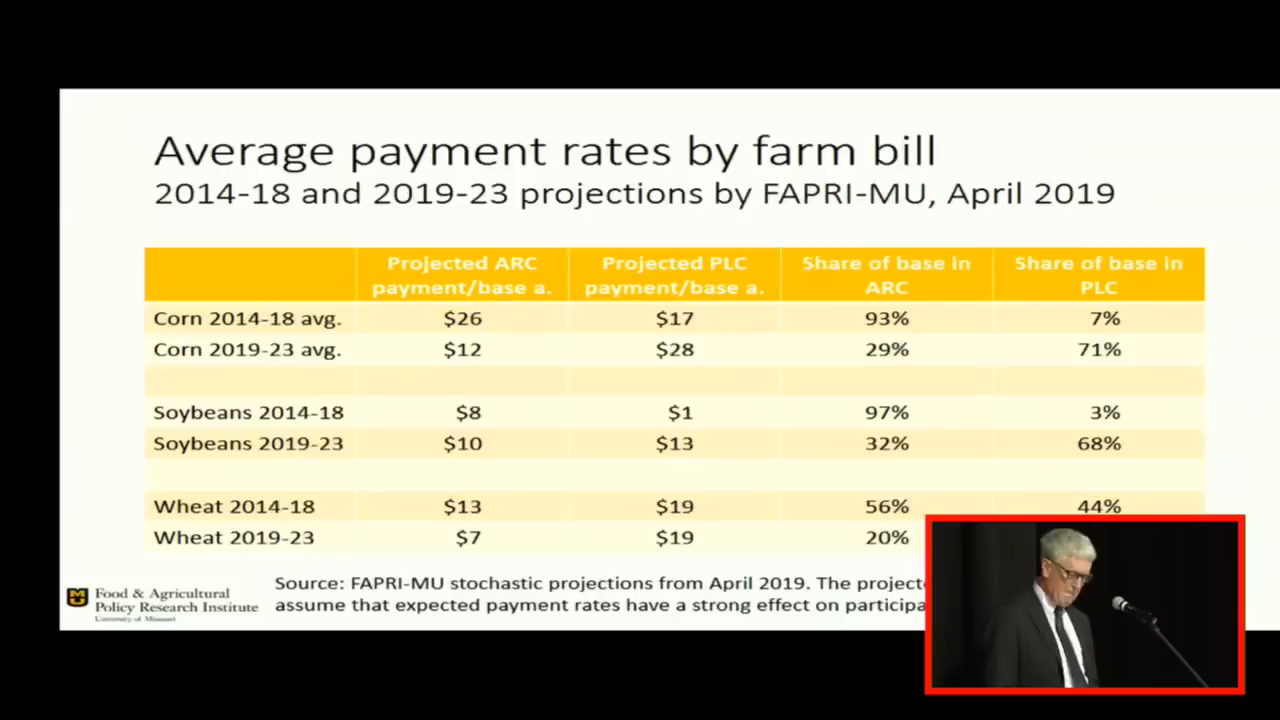 Average payment rates by farm bill
2014-18 and 2019-23 projections by FAPRI-MU, April 2019
Projected ARC payment/base a. Projected PLC payment/base a. Share of base in ARC Share of base in PLC
Corn 2014-18 avg. $26 $17 93% 7%
Corn 2019-23 avg. $12 $28 29% 71%
Soybeans 2014-18 $8 $1 97% 3%
Soybeans 2019-23 $10 $13 32% 68%
Wheat 2014-18 $13 $19 56% 44%
Wheat 2019-23 $7 $19 20%
Source: FAPRI-MU stochastic projections from April 2019. The
assume that expected payment rates have a strong effect on
Food & Agricultural
Policy Research Institute
University of Missouri